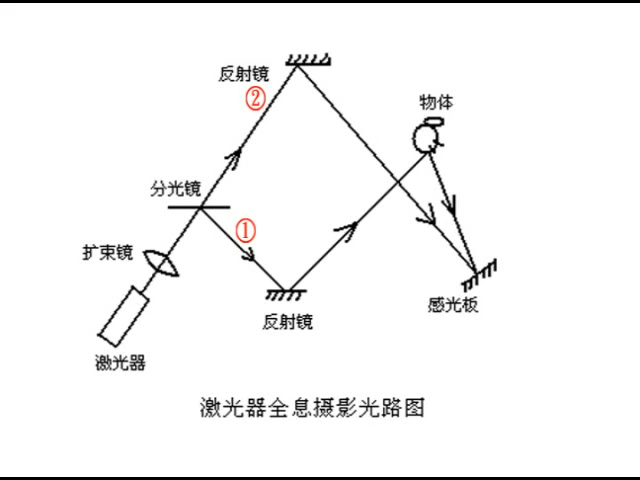 反射镜
②
物体
分光镜
①
扩束镜
感光板
反射镜
激光器
激光器全息摄影光路图